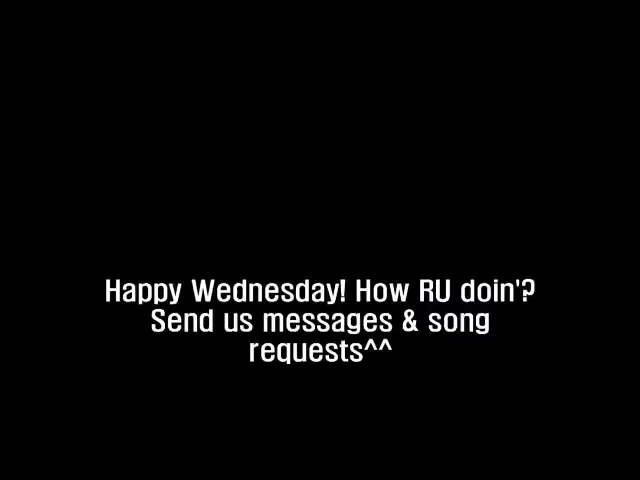 Happy Wednesday! How RU doin'?
Send us messages & song
requests^^